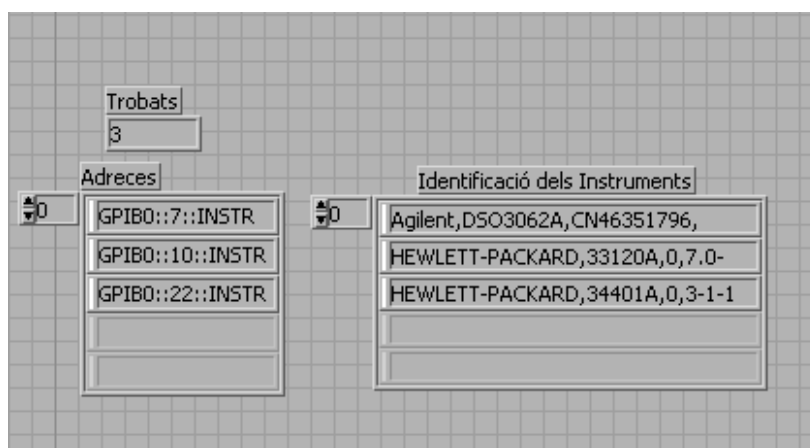 Trobats
3
Adreces
0
GPIB0::7::INSTR
GPIB0::10::INSTR
GPIB0::22::INSTR
Identificació dels Instruments
0
Agilent,DSO3062A,CN46351796,
HEWLETT-PACKARD,33120A,0,7.0-
HEWLETT-PACKARD,34401A,0,3-1-1